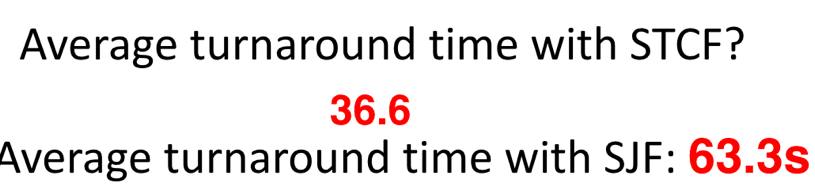 Average turnaround time with STCF?
36.6
Average turnaround time with SJF: 63.3s